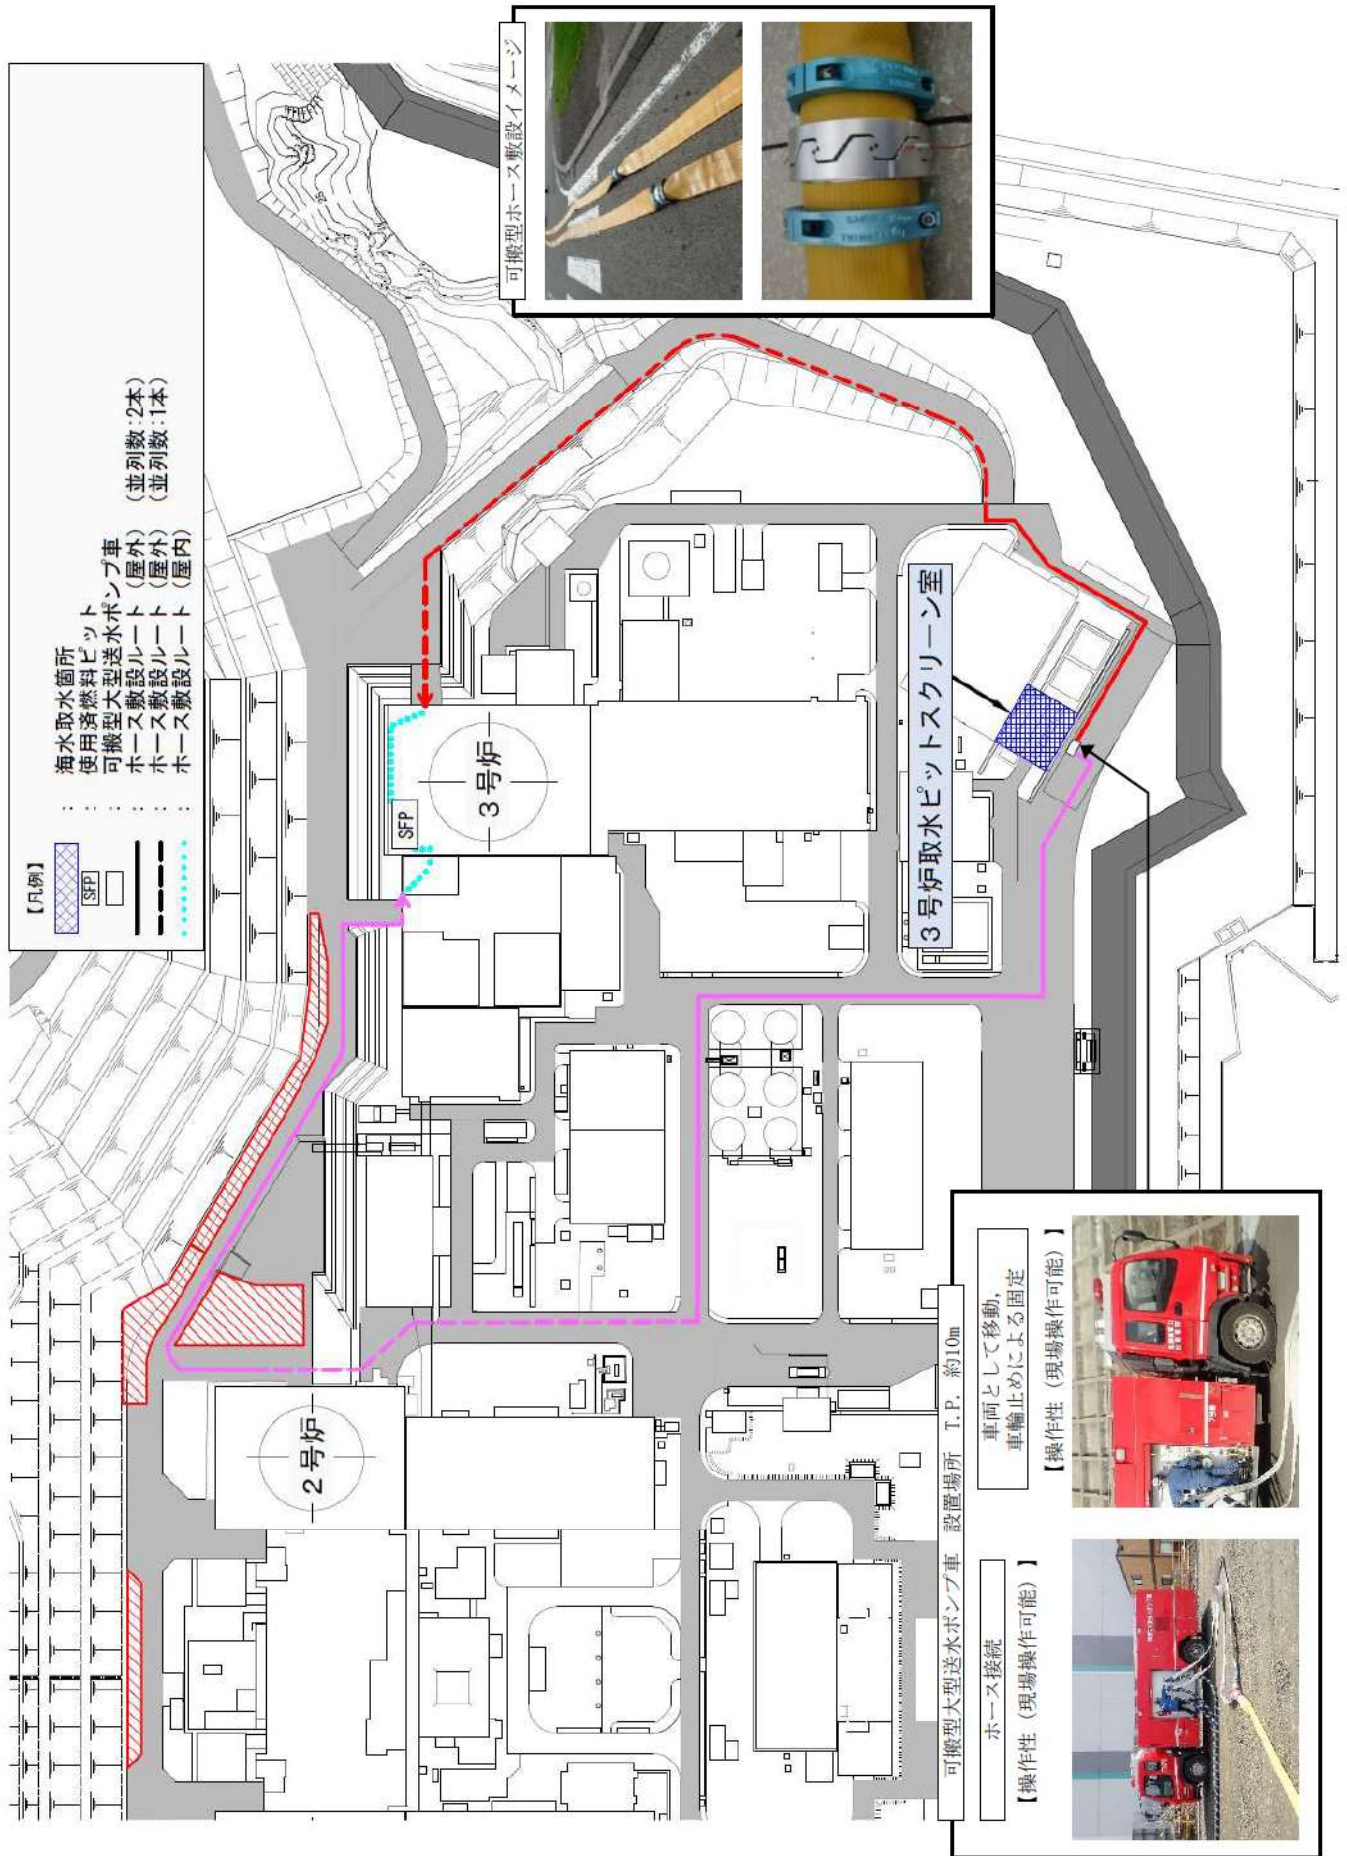 【凡例】
: 海水取水箇所
SFP : 使用済燃料ピット
: 可搬型大型送水ポンプ車
: ホース敷設ルート（屋外）（並列数：2本）
: ホース敷設ルート（屋外）（並列数：1本）
: ホース敷設ルート（屋内）
可搬型ホース敷設イメージ
25
SFP
3号炉
2号炉
3号炉取水ピットスクリーン室
可搬型大型送水ポンプ車　設置場所　T.P. 約10m
ホース接続
【操作性（現場操作可能）】
車両として移動,
車輪止めによる固定
【操作性（現場操作可能）】